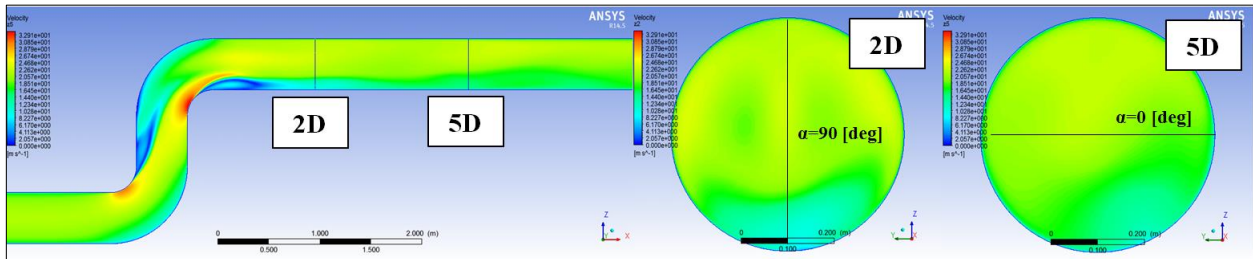 Velocity
z5
3.291e+001
3.085e+001
2.879e+001
2.674e+001
2.468e+001
2.262e+001
2.057e+001
1.851e+001
1.645e+001
1.440e+001
1.234e+001
1.028e+001
8.227e+000
6.170e+000
4.113e+000
2.057e+000
0.000e+000
[m s^-1]
ANSYS
R14.5
2D
5D
0
1.000
2.000 (m)
0.500
1.500
Z
Y
X
Velocity
z2
3.291e+001
3.085e+001
2.879e+001
2.674e+001
2.468e+001
2.262e+001
2.057e+001
1.851e+001
1.645e+001
1.440e+001
1.234e+001
1.028e+001
8.227e+000
6.170e+000
4.113e+000
2.057e+000
0.000e+000
[m s^-1]
2D
α=90 [deg]
0
0.200 (m)
0.100
Z
Y
X
Velocity
z5
3.291e+001
3.085e+001
2.879e+001
2.674e+001
2.468e+001
2.262e+001
2.057e+001
1.851e+001
1.645e+001
1.440e+001
1.234e+001
1.028e+001
8.227e+000
6.170e+000
4.113e+000
2.057e+000
0.000e+000
[m s^-1]
5D
α=0 [deg]
0
0.200 (m)
0.100
Z
Y
X